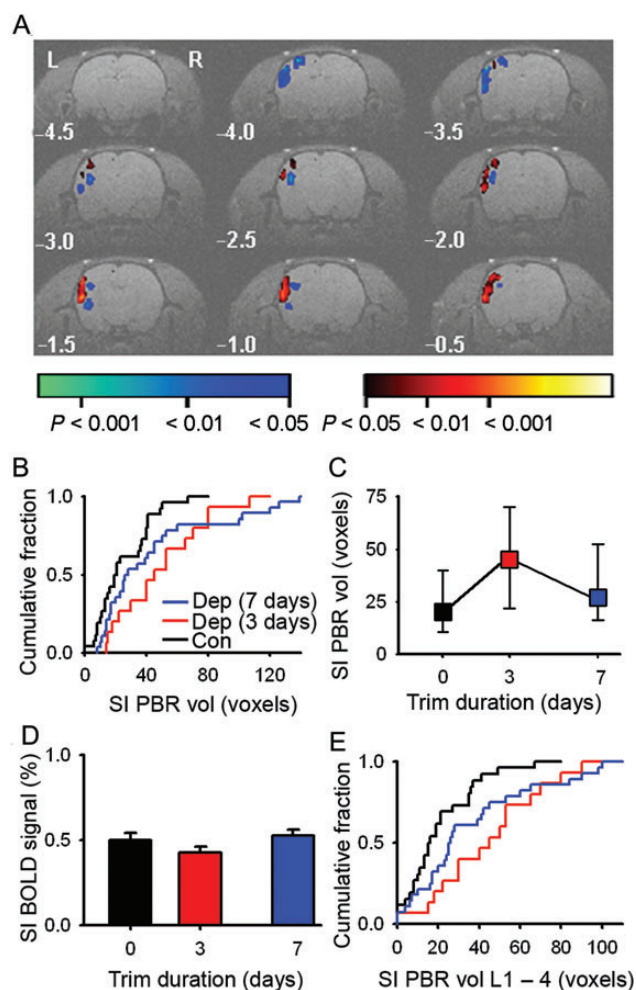 A
L R
−4.5 −4.0 −3.5
−3.0 −2.5 −2.0
−1.5 −1.0 −0.5
P < 0.001 < 0.01 < 0.05
P < 0.05 < 0.01 < 0.001
B
Cumulative fraction
1.0
0.5
0.0
Dep (7 days)
Dep (3 days)
Con
0 40 80 120
SI PBR vol (voxels)
C
SI PBR vol (voxels)
75
50
25
0
0 3 7
Trim duration (days)
D
SI BOLD signal (%)
1.0
0.5
0.0
0 3 7
Trim duration (days)
E
Cumulative fraction
1.0
0.5
0.0
0 20 40 60 80 100
SI PBR vol L1 – 4 (voxels)